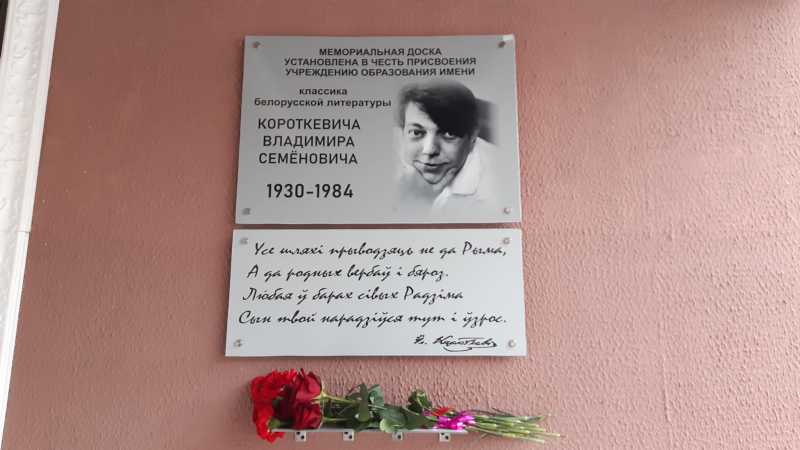 МЕМОРИАЛЬНАЯ ДОСКА
УСТАНОВЛЕНА В ЧЕСТЬ ПРИСВОЕНИЯ
УЧРЕЖДЕНИЮ ОБРАЗОВАНИЯ ИМЕНИ
классика
белорусской литературы
КОРОТКЕВИЧА
ВЛАДИМИРА
СЕМЁНОВИЧА
1930-1984
Усе шляхі прыводзяць не да Рыма,
А да родных вербаў і бяроз.
Любая ў барах сівых Радзіма
Сын твой нарадзіўся тут і ўзрос.